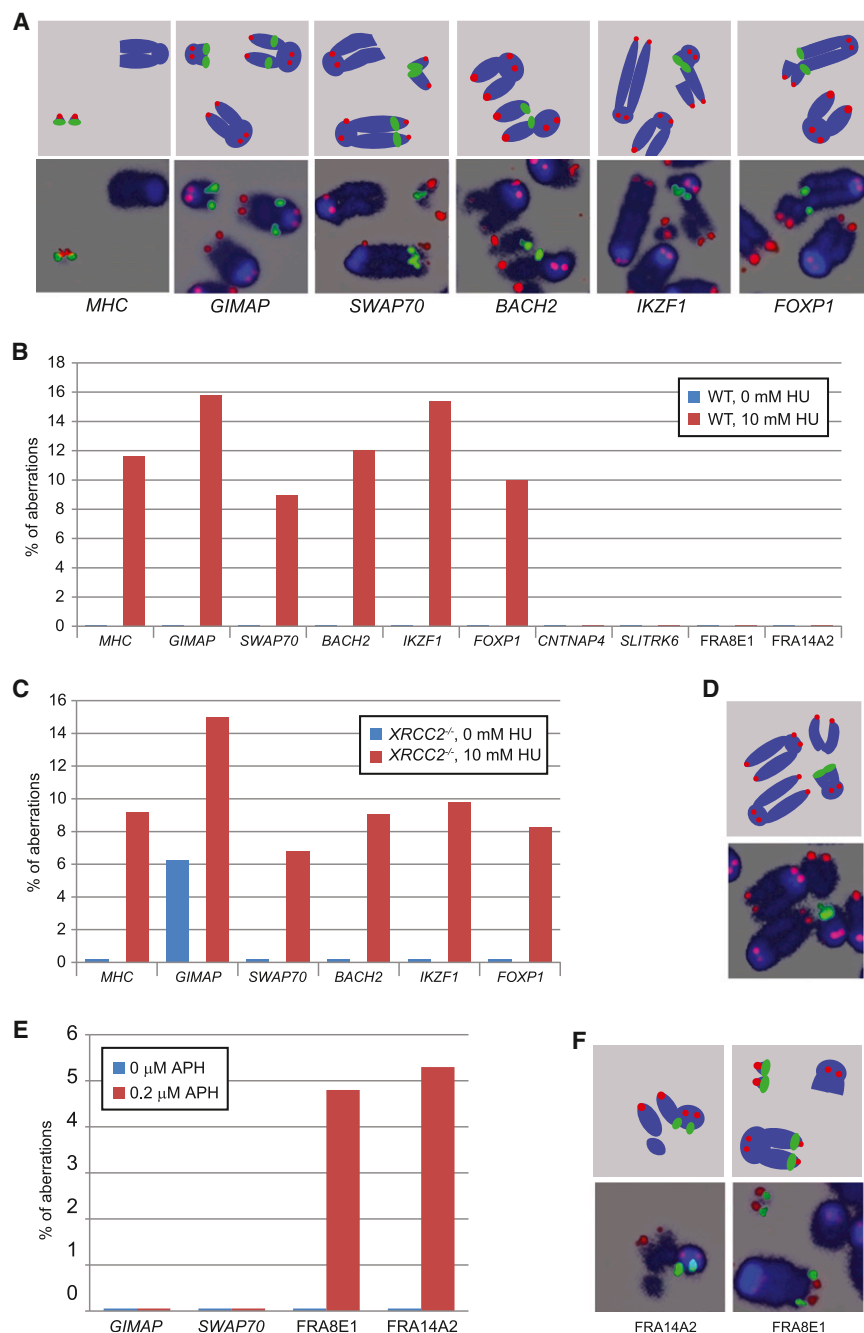 A
MHC GIMAP SWAP70 BACH2 IKZF1 FOXP1
B
% of aberrations
18
16
14
12
10
8
6
4
2
0
WT, 0 mM HU
WT, 10 mM HU
MHC GIMAP SWAP70 BACH2 IKZF1 FOXP1 CNTNAP4 SLITRK6 FRA8E1 FRA14A2
C
% of aberrations
16
14
12
10
8
6
4
2
0
XRCC2-/-, 0 mM HU
XRCC2-/-, 10 mM HU
MHC GIMAP SWAP70 BACH2 IKZF1 FOXP1
D
E
% of aberrations
6
5
4
3
2
1
0
0 μM APH
0.2 μM APH
GIMAP SWAP70 FRA8E1 FRA14A2
F
FRA14A2 FRA8E1